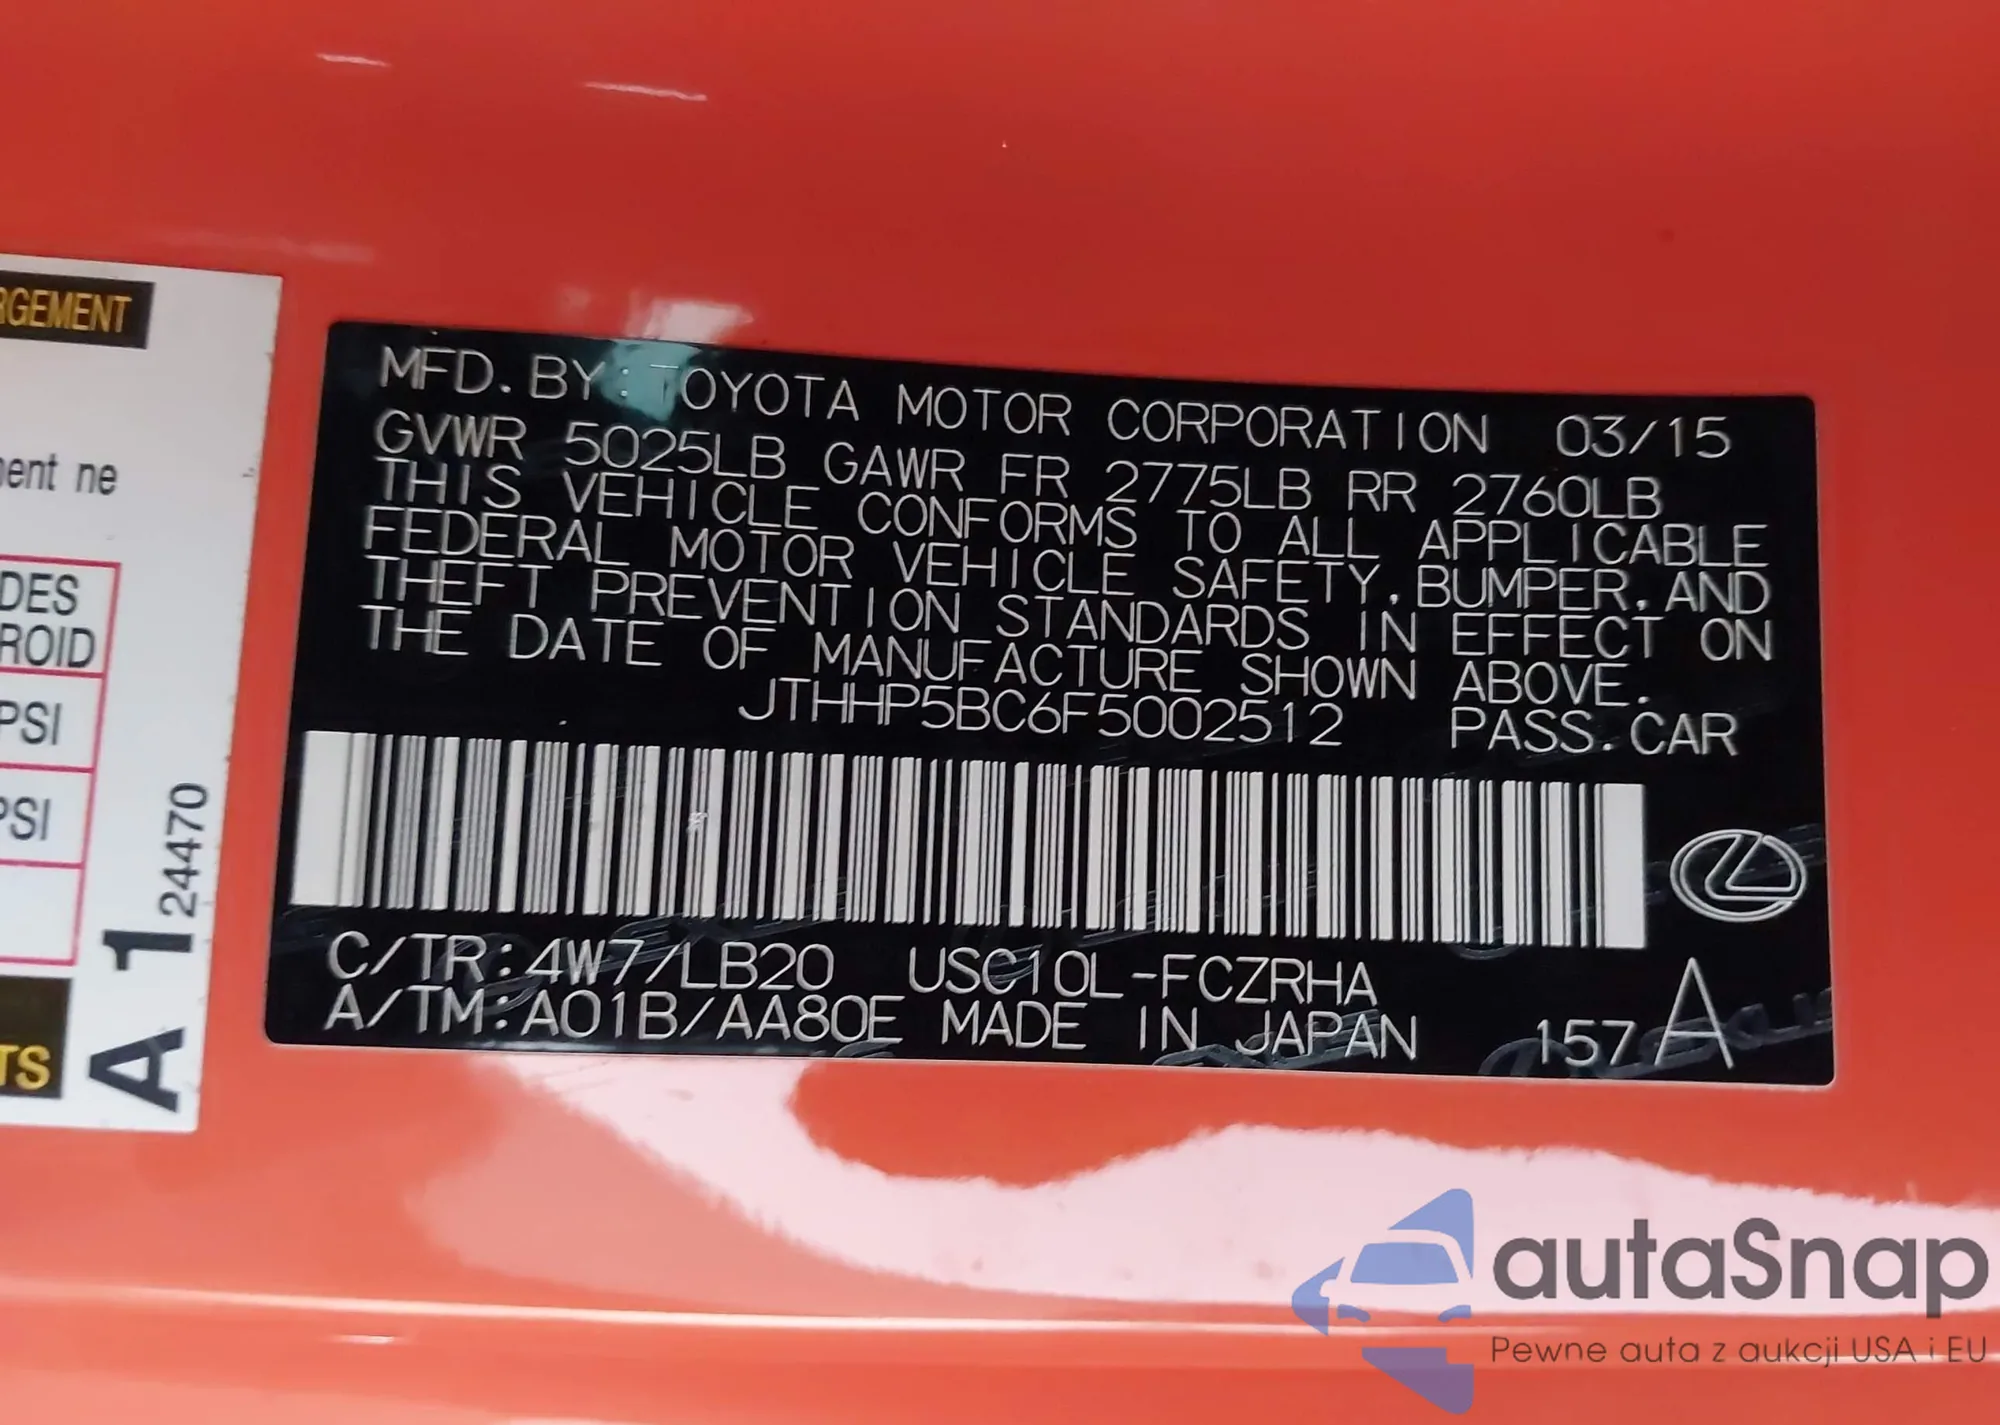 RGEMENT
ment ne
DES
ROID
PSI
PSI
TS
A 1 24470
MFD. BY: TOYOTA MOTOR CORPORATION 03/15
GVWR 5025LB GAWR FR 2775LB RR 2760LB
THIS VEHICLE CONFORMS TO ALL APPLICABLE
FEDERAL MOTOR VEHICLE SAFETY, BUMPER, AND
THEFT PREVENTION STANDARDS IN EFFECT ON
THE DATE OF MANUFACTURE SHOWN ABOVE.
JTHHP5BC6F5002512 PASS. CAR
C/TR: 4W7/LB20 USC10L-FCZRHA
A/TM: A01B/AA80E MADE IN JAPAN 157 A
autaSnap
Pewne auta z aukcji USA i EU